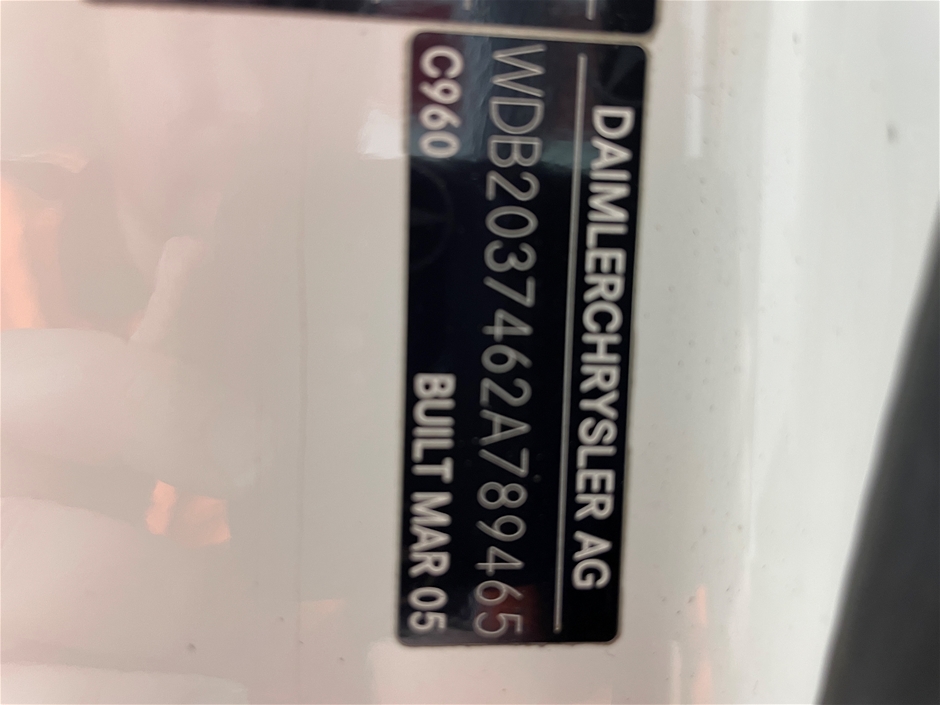 DAIMLERCHRYSLER AG
WDB2037462A789465
C960 BUILT MAR 05